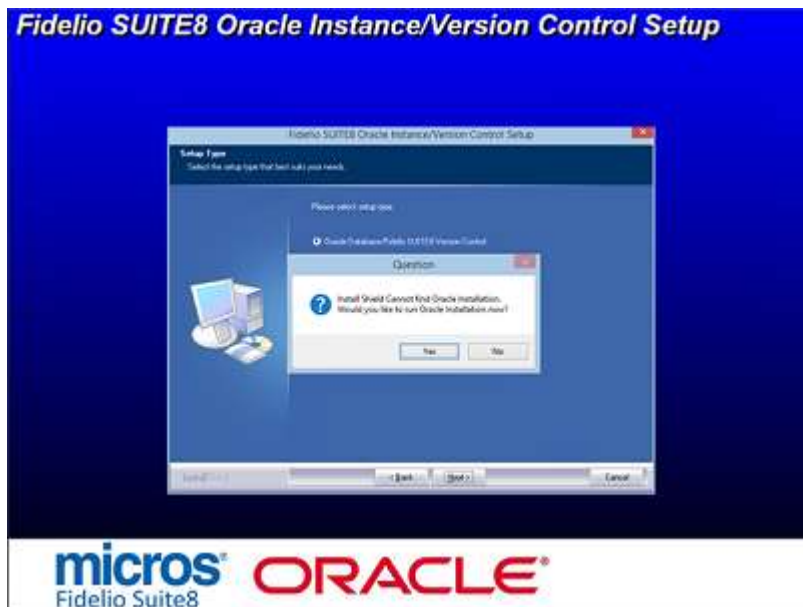 Fidelio SUITE8 Oracle Instance/Version Control Setup
Fidelio SUITE8 Oracle Instance/Version Control Setup
Setup Type
Select the setup type that best suits your needs.
Please select setup type.
Oracle Database/Fidelio SUITE8 Version Control
Question
Install Shield Cannot find Oracle installation.
Would you like to run Oracle Installation now?
Yes
No
InstallShield
< Back
Next >
Cancel
micros
ORACLE
Fidelio Suite8